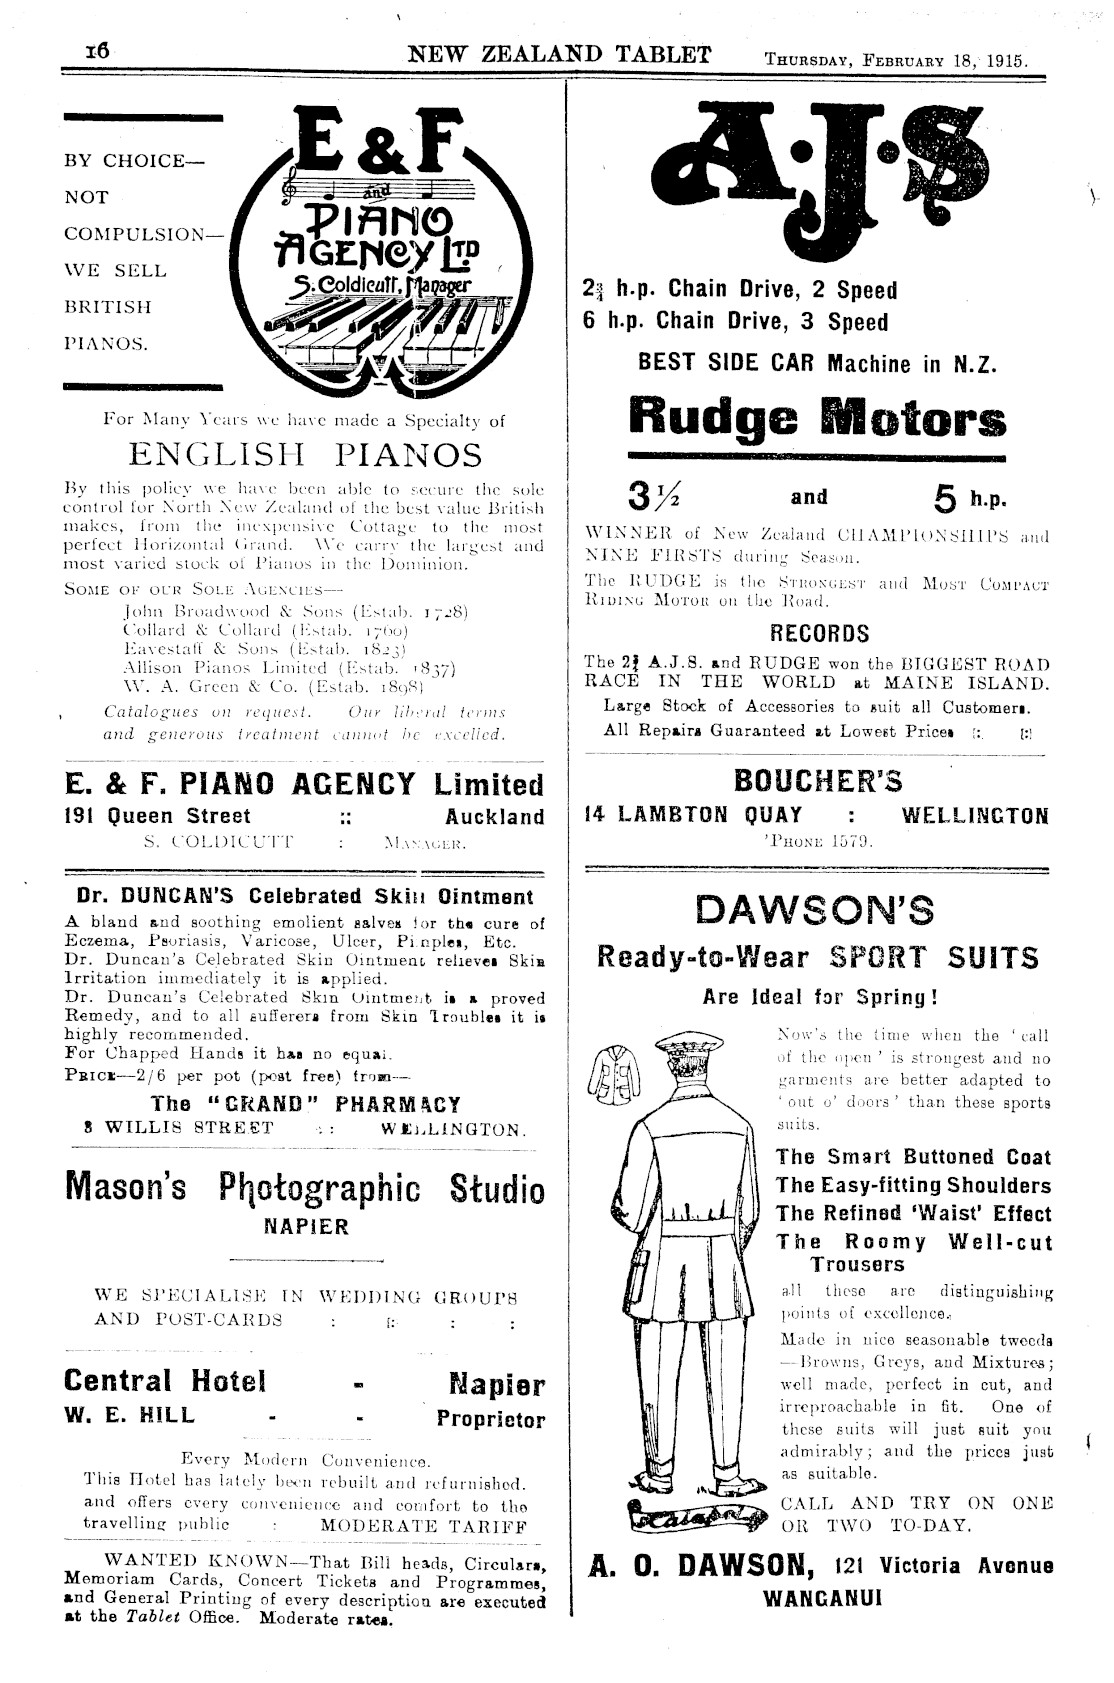 16 NEW ZEALAND TABLET Thursday, February 18, 1915.
BY CHOICE—
NOT
COMPULSION—
WE SELL
BRITISH
PIANOS.
E & F
and
PIANO
AGENCY LTD
S. Coldicutt, Manager
For Many Years we have made a Specialty of
ENGLISH PIANOS
By this policy we have been able to secure the sole
control for North New Zealand of the best value British
makes, from the inexpensive Cottage to the most
perfect Horizontal Grand. We carry the largest and
most varied stock of Pianos in the Dominion.
Some of our Sole Agencies—
John Broadwood & Sons (Estab. 1728)
Collard & Collard (Estab. 1760)
Eavestaff & Sons (Estab. 1823)
Allison Pianos Limited (Estab. 1837)
W. A. Green & Co. (Estab. 1898)
Catalogues on request. Our liberal terms
and generous treatment cannot be excelled.
E. & F. PIANO AGENCY Limited
191 Queen Street :: Auckland
S. COLDICUTT : Manager.
Dr. DUNCAN'S Celebrated Skin Ointment
A bland and soothing emolient salves for the cure of
Eczema, Psoriasis, Varicose, Ulcer, Pimples, Etc.
Dr. Duncan's Celebrated Skin Ointment relieves Skin
Irritation immediately it is applied.
Dr. Duncan's Celebrated Skin Ointment is a proved
Remedy, and to all sufferers from Skin Troubles it is
highly recommended.
For Chapped Hands it has no equal.
Price—2/6 per pot (post free) from—
The "GRAND" PHARMACY
8 WILLIS STREET : : WELLINGTON.
Mason's Photographic Studio
NAPIER
WE SPECIALISE IN WEDDING GROUPS
AND POST-CARDS : [: : :
Central Hotel - Napier
W. E. HILL - - Proprietor
Every Modern Convenience.
This Hotel has lately been rebuilt and refurnished.
and offers every convenience and comfort to the
travelling public : MODERATE TARIFF
WANTED KNOWN—That Bill heads, Circulars,
Memoriam Cards, Concert Tickets and Programmes,
and General Printing of every description are executed
at the Tablet Office. Moderate rates.
A.J.S
2¾ h.p. Chain Drive, 2 Speed
6 h.p. Chain Drive, 3 Speed
BEST SIDE CAR Machine in N.Z.
Rudge Motors
3 1/2 and 5 h.p.
WINNER of New Zealand CHAMPIONSHIPS and
NINE FIRSTS during Season.
The RUDGE is the Strongest and Most Compact
Riding Motor on the Road.
RECORDS
The 2¾ A.J.S. and RUDGE won the BIGGEST ROAD
RACE IN THE WORLD at MAINE ISLAND.
Large Stock of Accessories to suit all Customers.
All Repairs Guaranteed at Lowest Prices [: [:]
BOUCHER'S
14 LAMBTON QUAY : WELLINGTON
'Phone 1579.
DAWSON'S
Ready-to-Wear SPORT SUITS
Are Ideal for Spring!
Now's the time when the 'call
of the open' is strongest and no
garments are better adapted to
'out o' doors' than these sports
suits.
The Smart Buttoned Coat
The Easy-fitting Shoulders
The Refined 'Waist' Effect
The Roomy Well-cut
Trousers
all these are distinguishing
points of excellence.
Made in nice seasonable tweeds
—Browns, Greys, and Mixtures;
well made, perfect in cut, and
irreproachable in fit. One of
these suits will just suit you
admirably; and the prices just
as suitable.
CALL AND TRY ON ONE
OR TWO TO-DAY.
A. O. DAWSON, 121 Victoria Avenue
WANGANUI